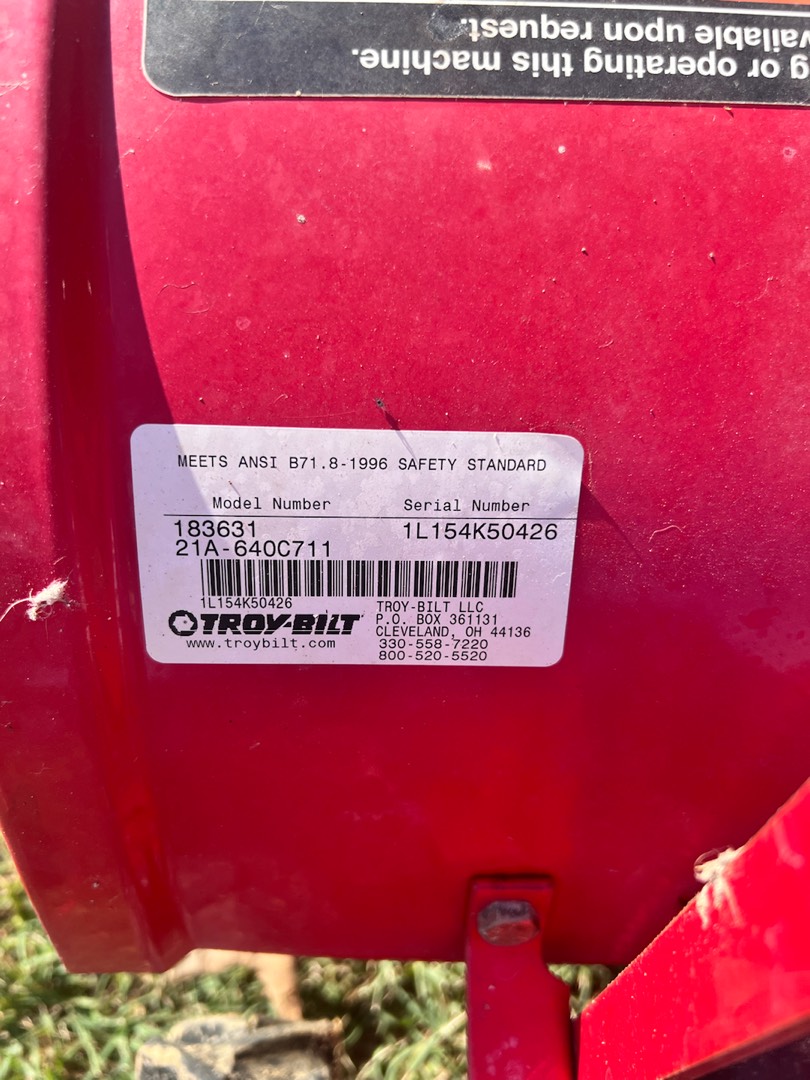 g or operating this machine.
vailable upon request.
MEETS ANSI B71.8-1996 SAFETY STANDARD
Model Number Serial Number
183631 1L154K50426
21A-640C711
1L154K50426
TROY-BILT
www.troybilt.com
TROY-BILT LLC
P.O. BOX 361131
CLEVELAND, OH 44136
330-558-7220
800-520-5520